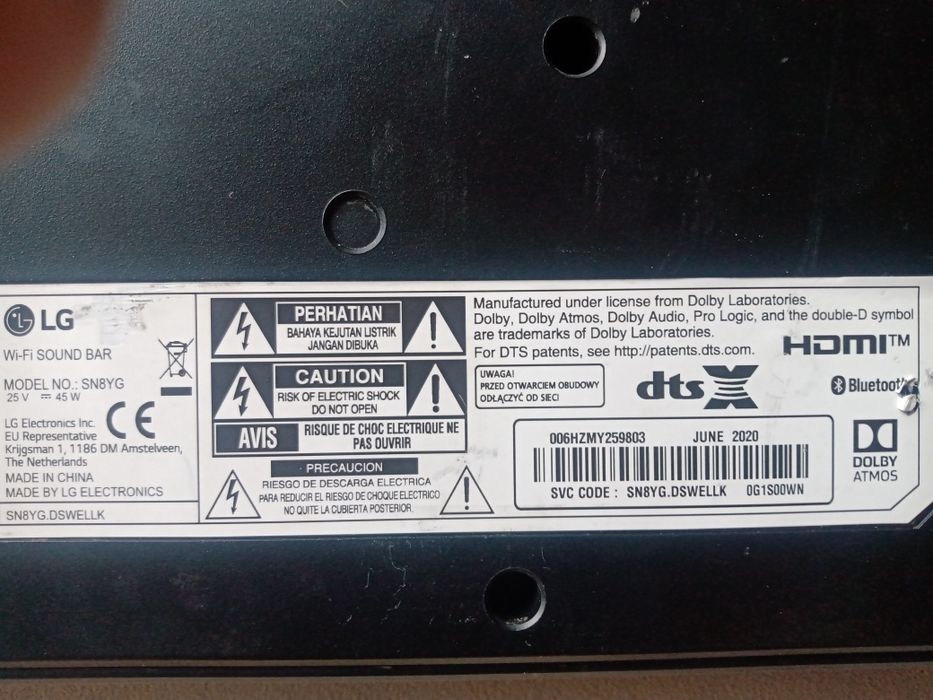 LG
Wi-Fi SOUND BAR
MODEL NO.: SN8YG
25 V ⎓ 45 W
LG Electronics Inc.
EU Representative
Krijgsman 1, 1186 DM Amstelveen,
The Netherlands
MADE IN CHINA
MADE BY LG ELECTRONICS
SN8YG.DSWELLK
CE
PERHATIAN
BAHAYA KEJUTAN LISTRIK
JANGAN DIBUKA
CAUTION
RISK OF ELECTRIC SHOCK
DO NOT OPEN
AVIS
RISQUE DE CHOC ELECTRIQUE NE
PAS OUVRIR
PRECAUCION
RIESGO DE DESCARGA ELECTRICA
PARA REDUCIR EL RIESGO DE CHOQUE ELECTRICO
NO QUITE LA CUBIERTA POSTERIOR.
Manufactured under license from Dolby Laboratories.
Dolby, Dolby Atmos, Dolby Audio, Pro Logic, and the double-D symbol
are trademarks of Dolby Laboratories.
For DTS patents, see http://patents.dts.com.
HDMI™
UWAGA!
PRZED OTWARCIEM OBUDOWY
ODŁĄCZYĆ OD SIECI
dts X
Bluetooth
006HZMY259803 JUNE 2020
SVC CODE : SN8YG.DSWELLK 0G1S00WN
DOLBY
ATMOS